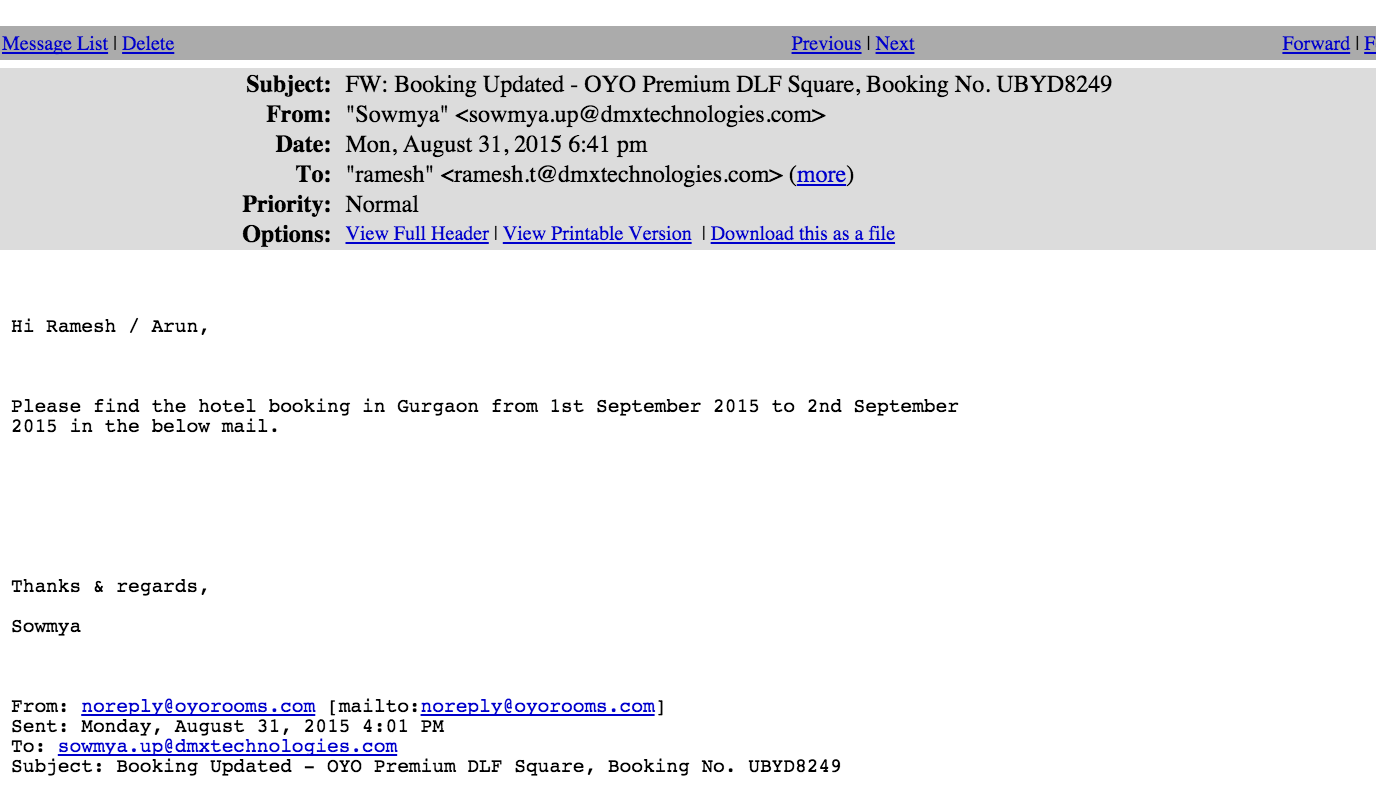 Message List | Delete Previous | Next Forward | F
Subject: FW: Booking Updated - OYO Premium DLF Square, Booking No. UBYD8249
From: "Sowmya" <sowmya.up@dmxtechnologies.com>
Date: Mon, August 31, 2015 6:41 pm
To: "ramesh" <ramesh.t@dmxtechnologies.com> (more)
Priority: Normal
Options: View Full Header | View Printable Version | Download this as a file
Hi Ramesh / Arun,
Please find the hotel booking in Gurgaon from 1st September 2015 to 2nd September
2015 in the below mail.
Thanks & regards,
Sowmya
From: noreply@oyorooms.com [mailto:noreply@oyorooms.com]
Sent: Monday, August 31, 2015 4:01 PM
To: sowmya.up@dmxtechnologies.com
Subject: Booking Updated – OYO Premium DLF Square, Booking No. UBYD8249